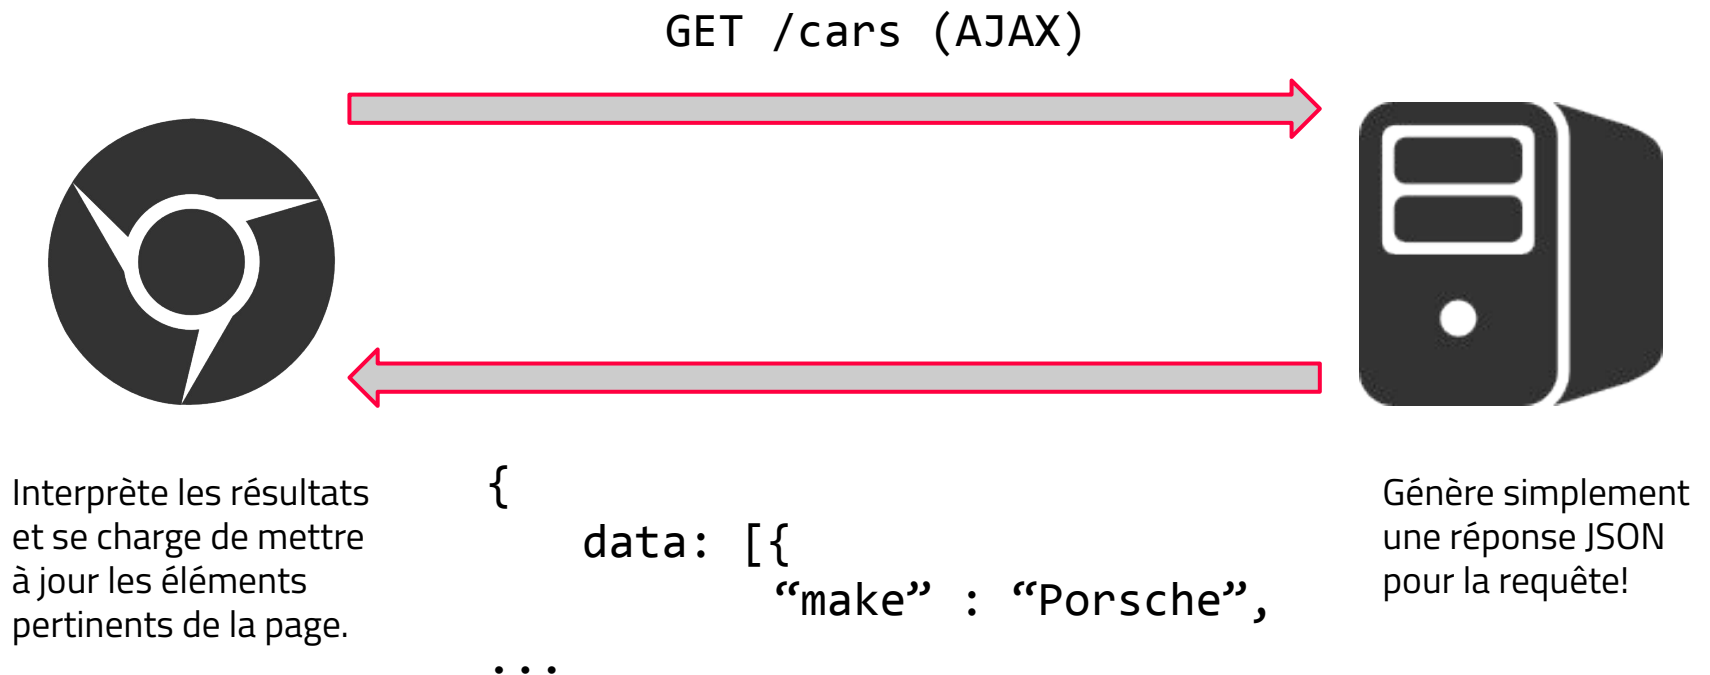 GET /cars (AJAX)
Interprète les résultats
et se charge de mettre
à jour les éléments
pertinents de la page.
{
data: [{
“make” : “Porsche”,
...
Génère simplement
une réponse JSON
pour la requête!